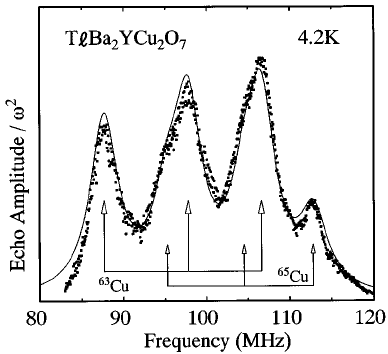 TℓBa₂YCu₂O₇ 4.2K
Echo Amplitude / ω²
⁶³Cu ⁶⁵Cu
80 90 100 110 120
Frequency (MHz)